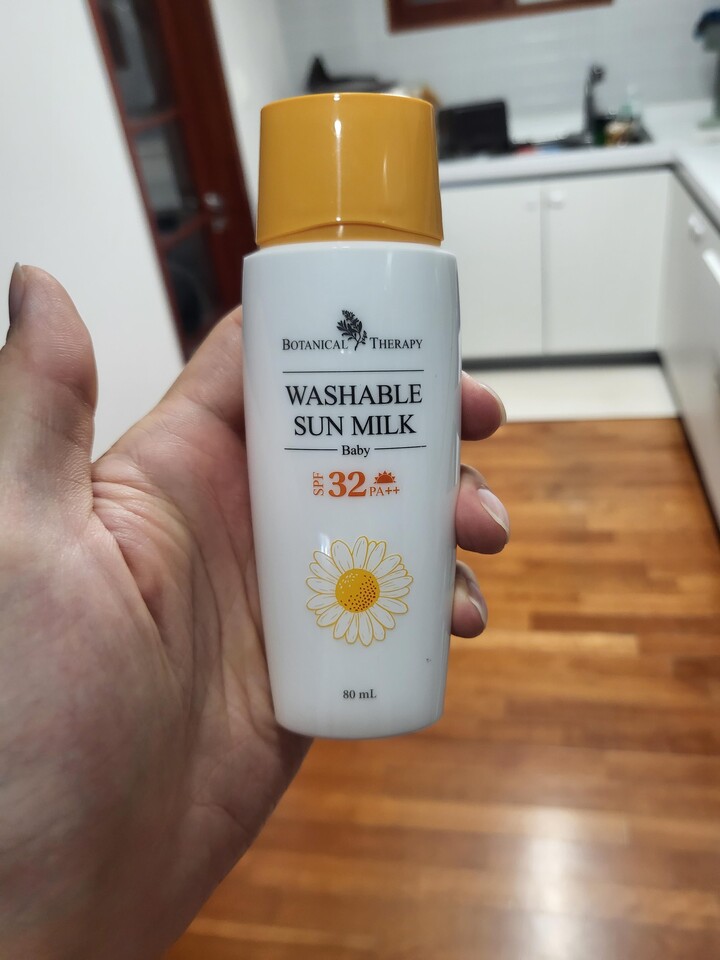 BOTANICAL THERAPY
WASHABLE
SUN MILK
Baby
SPF 32 PA++
80 mL